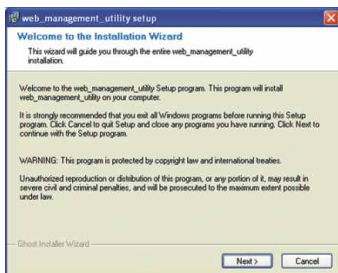 web_management_utility setup
Welcome to the Installation Wizard
This wizard will guide you through the entire web_management_utility
installation.
Welcome to the web_management_utility Setup program. This program will install
web_management_utility on your computer.
It is strongly recommended that you exit all Windows programs before running this Setup
program. Click Cancel to quit Setup and close any programs you have running. Click Next to
continue with the Setup program.
WARNING: This program is protected by copyright law and international treaties.
Unauthorized reproduction or distribution of this program, or any portion of it, may result in
severe civil and criminal penalties, and will be prosecuted to the maximum extent possible
under law.
Ghost Installer Wizard
Next >
Cancel